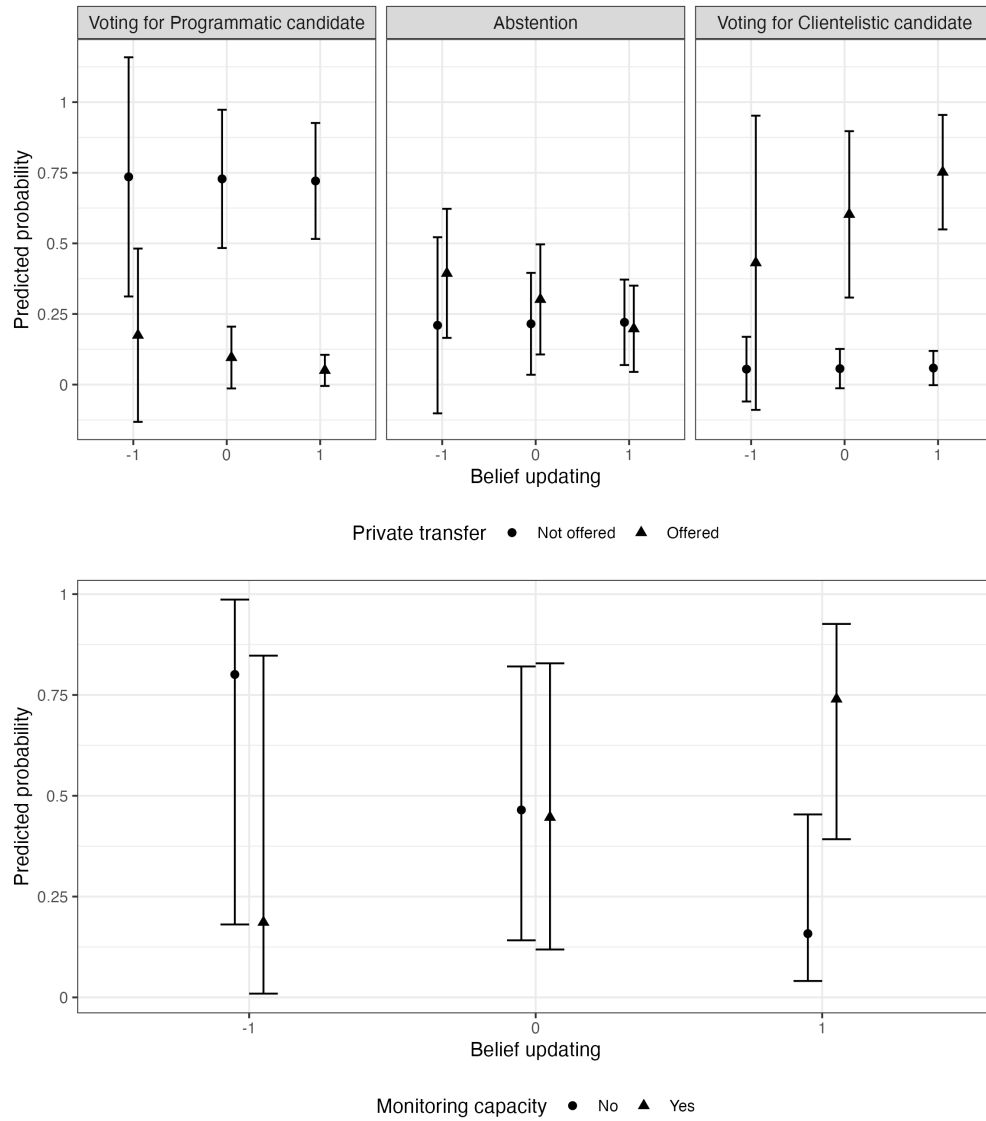 Voting for Programmatic candidate
Abstention
Voting for Clientelistic candidate
Predicted probability
1
0.75
0.5
0.25
0
-1 0 1
-1 0 1
-1 0 1
Belief updating
Private transfer Not offered Offered
Predicted probability
1
0.75
0.5
0.25
0
-1 0 1
Belief updating
Monitoring capacity No Yes